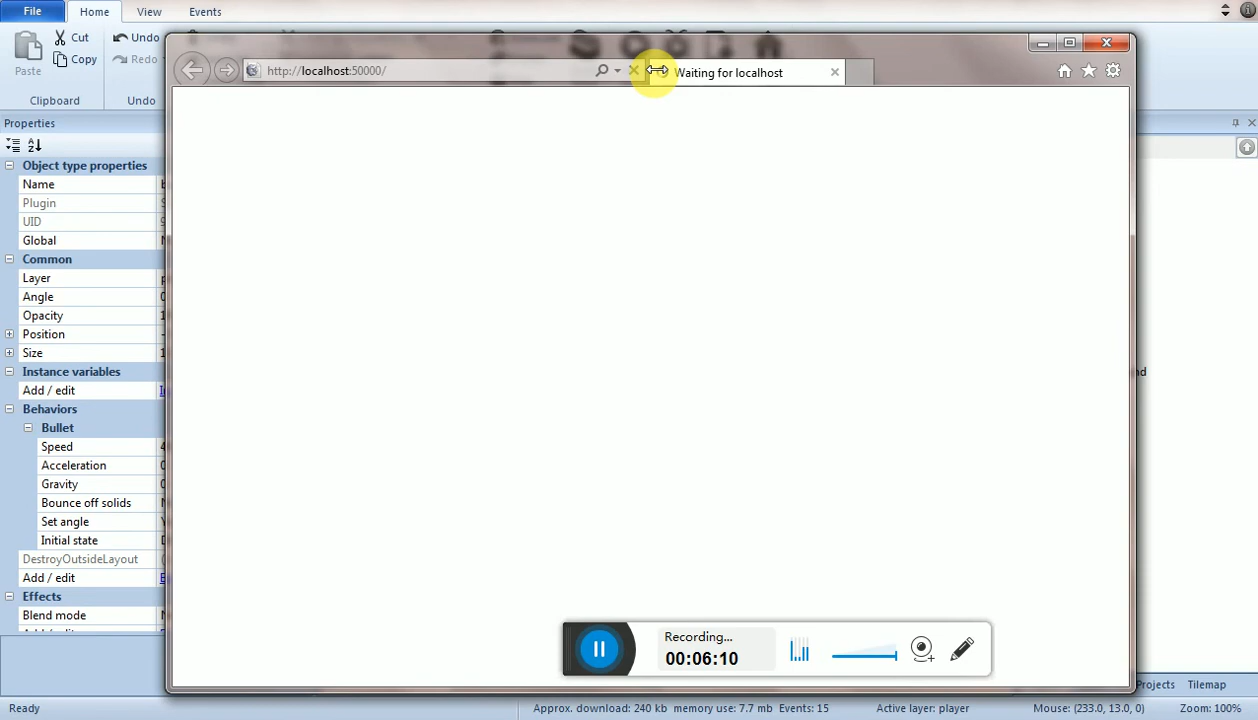 File Home View Events
Cut Undo
Paste Copy Redo
Clipboard Undo
http://localhost:50000/ Waiting for localhost
Properties
Object type properties
Name
Plugin
UID
Global
Common
Layer
Angle
Opacity
Position
Size
Instance variables
Add / edit
Behaviors
Bullet
Speed
Acceleration
Gravity
Bounce off solids
Set angle
Initial state
DestroyOutsideLayout
Add / edit
Effects
Blend mode
Recording...
00:06:10
Projects Tilemap
Ready Approx. download: 240 kb memory use: 7.7 mb Events: 15 Active layer: player Mouse: (233.0, 13.0, 0) Zoom: 100%